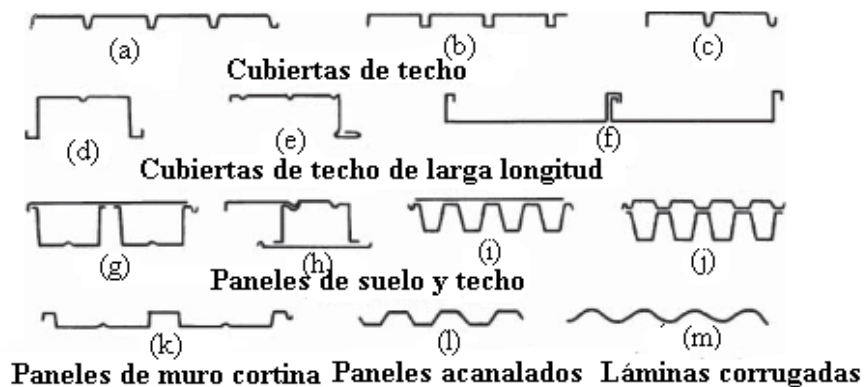 (a) (b) (c)
Cubiertas de techo
(d) (e) (f)
Cubiertas de techo de larga longitud
(g) (h) (i) (j)
Paneles de suelo y techo
(k) (l) (m)
Paneles de muro cortina Paneles acanalados Láminas corrugadas